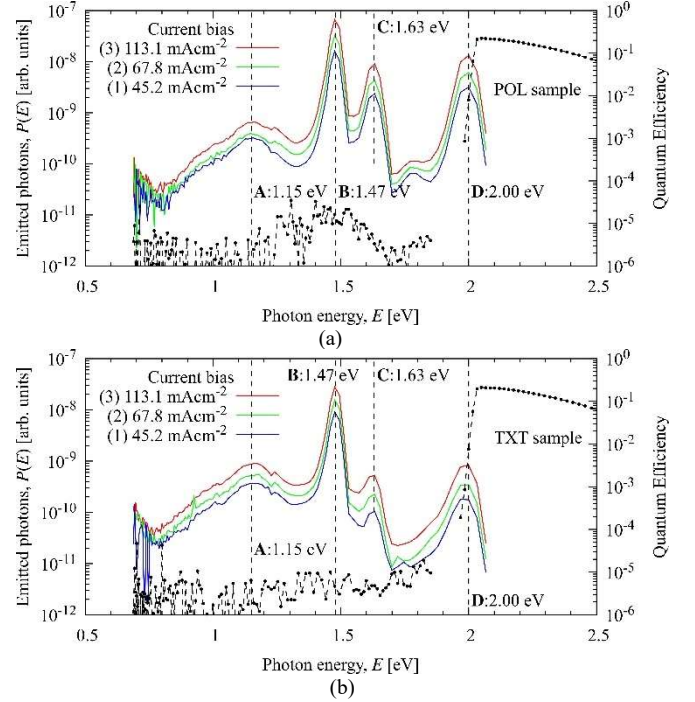 10⁻⁷
10⁻⁸
10⁻⁹
10⁻¹⁰
10⁻¹¹
10⁻¹²
Emitted photons, P(E) [arb. units]
Current bias
(3) 113.1 mAcm⁻²
(2) 67.8 mAcm⁻²
(1) 45.2 mAcm⁻²
C:1.63 eV
POL sample
A:1.15 eV
B:1.47 eV
D:2.00 eV
10⁰
10⁻¹
10⁻²
10⁻³
10⁻⁴
10⁻⁵
10⁻⁶
Quantum Efficiency
0.5 1 1.5 2 2.5
Photon energy, E [eV]
(a)
10⁻⁷
10⁻⁸
10⁻⁹
10⁻¹⁰
10⁻¹¹
10⁻¹²
Emitted photons, P(E) [arb. units]
Current bias
(3) 113.1 mAcm⁻²
(2) 67.8 mAcm⁻²
(1) 45.2 mAcm⁻²
B:1.47 eV
C:1.63 eV
TXT sample
A:1.15 eV
D:2.00 eV
10⁰
10⁻¹
10⁻²
10⁻³
10⁻⁴
10⁻⁵
10⁻⁶
Quantum Efficiency
0.5 1 1.5 2 2.5
Photon energy, E [eV]
(b)